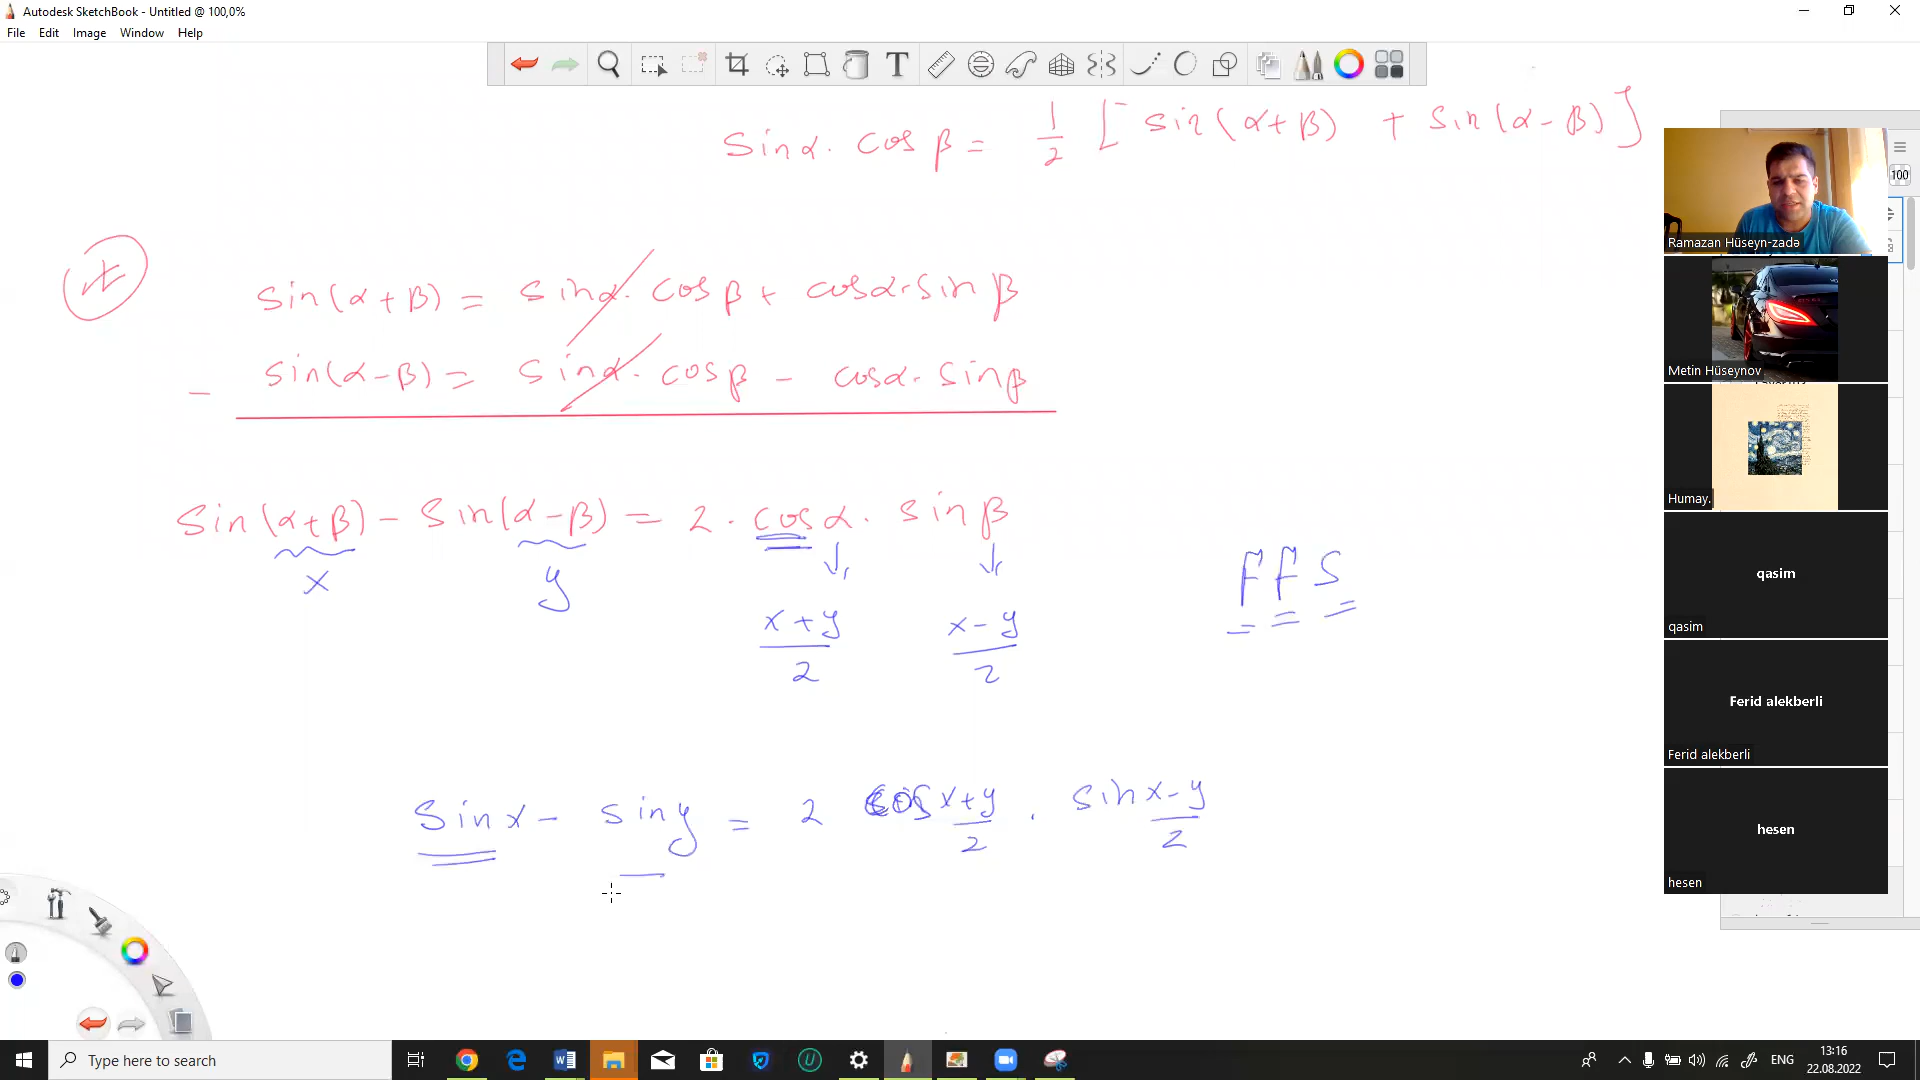 Autodesk SketchBook - Untitled @ 100,0%
File Edit Image Window Help
Sinα · cos β = 1/2 [ sin(α+β) + sin(α-β) ]
100
Ramazan Hüseyn-zadə
+
sin(α+β) = sinα · cosβ + cosα · sinβ
Metin Hüseynov
- sin(α-β) = sinα · cosβ - cosα · sinβ
Humay.
Sin(α+β) - Sin(α-β) = 2 · cosα · sinβ
x y
x+y/2 x-y/2
FFS
qasim
qasim
Ferid alekberli
Ferid alekberli
Sinx - siny = 2 cos x+y/2 · sin x-y/2
hesen
hesen
Type here to search
ENG
13:16
22.08.2022